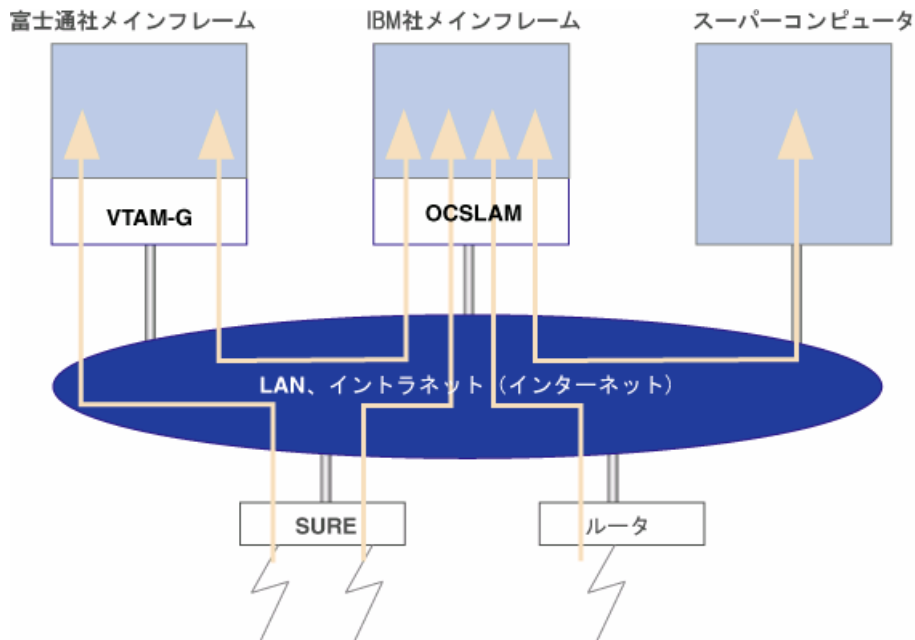 富士通社メインフレーム
IBM社メインフレーム
スーパーコンピュータ
VTAM-G
OCSLAM
LAN、イントラネット（インターネット）
SURE
ルータ